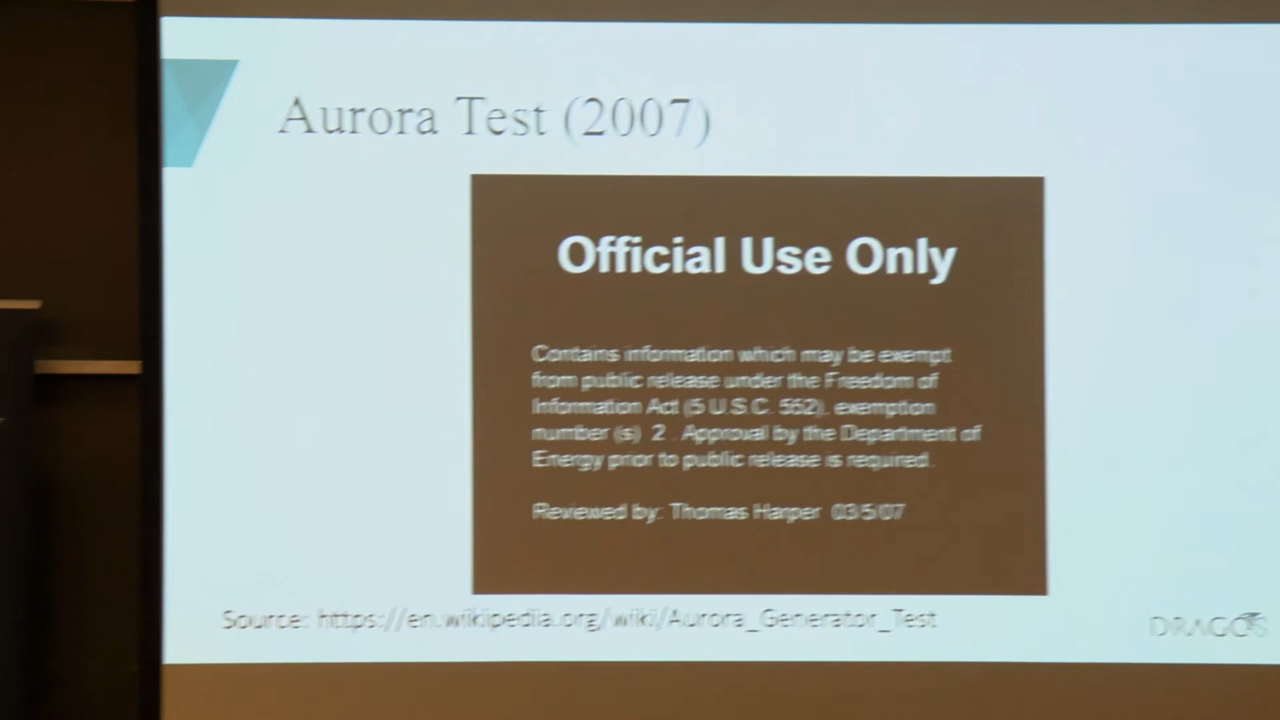 Aurora Test (2007)
Official Use Only
Contains information which may be exempt
from public release under the Freedom of
Information Act (5 U.S.C. 552), exemption
number (s) 2 . Approval by the Department of
Energy prior to public release is required.
Reviewed by: Thomas Harper 03 5 07
Source: https://en.wikipedia.org/wiki/Aurora_Generator_Test
DRAGOS